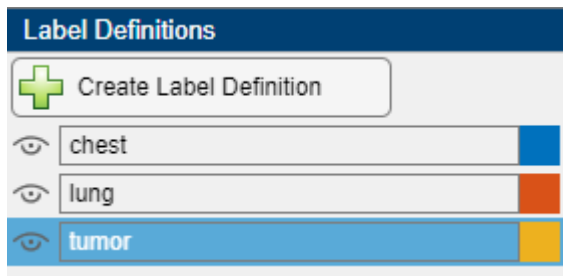 Label Definitions
Create Label Definition
chest
lung
tumor